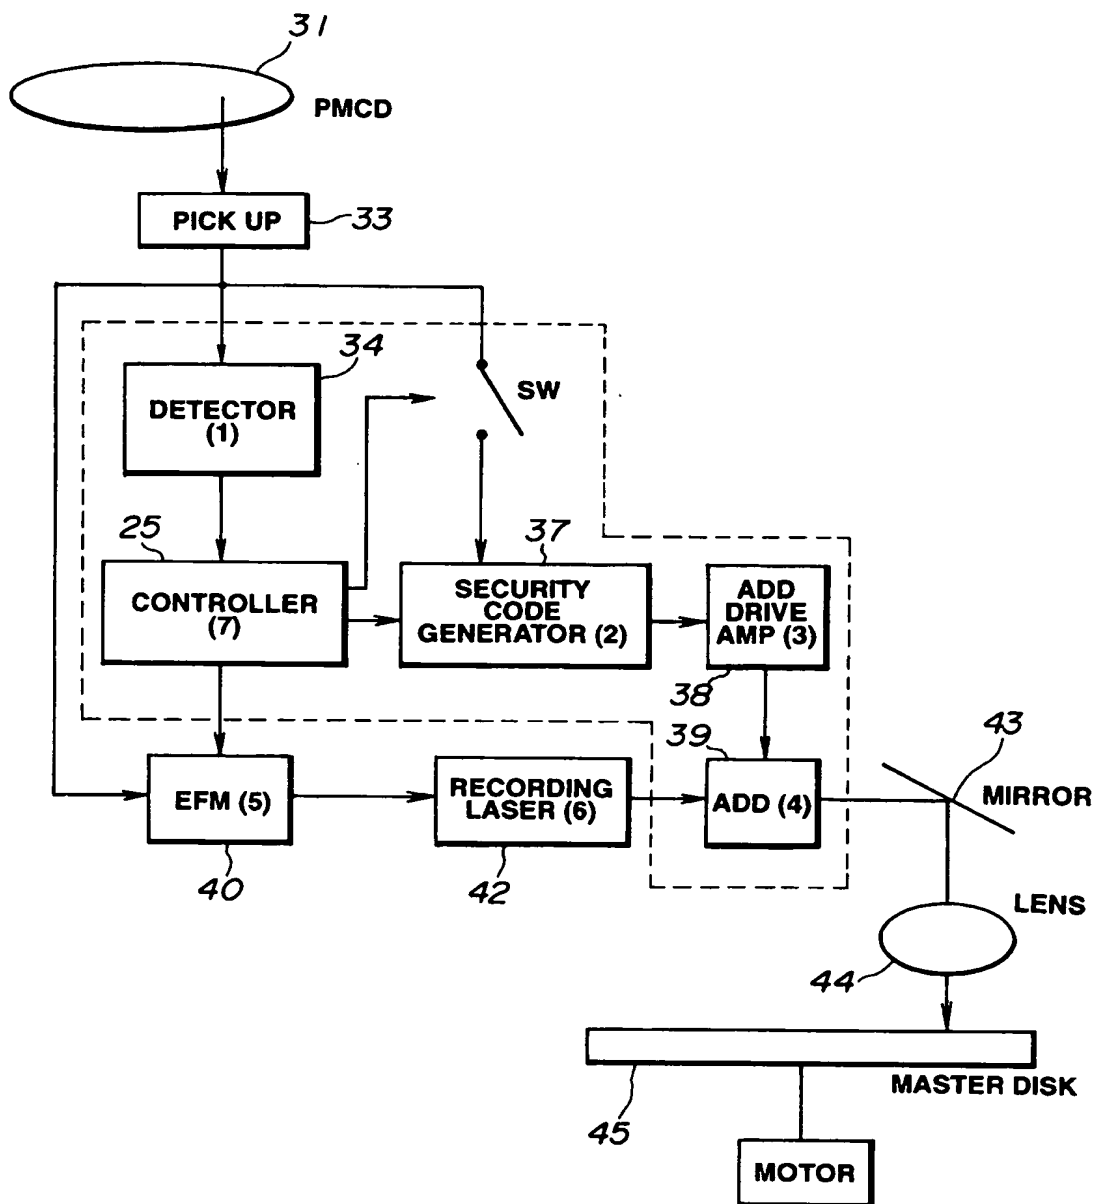 31
PMCD
PICK UP
33
34
DETECTOR
(1)
SW
25
CONTROLLER
(7)
37
SECURITY
CODE
GENERATOR (2)
ADD
DRIVE
AMP (3)
38
39
43
EFM (5)
RECORDING
LASER (6)
ADD (4)
MIRROR
40
42
LENS
44
MASTER DISK
45
MOTOR